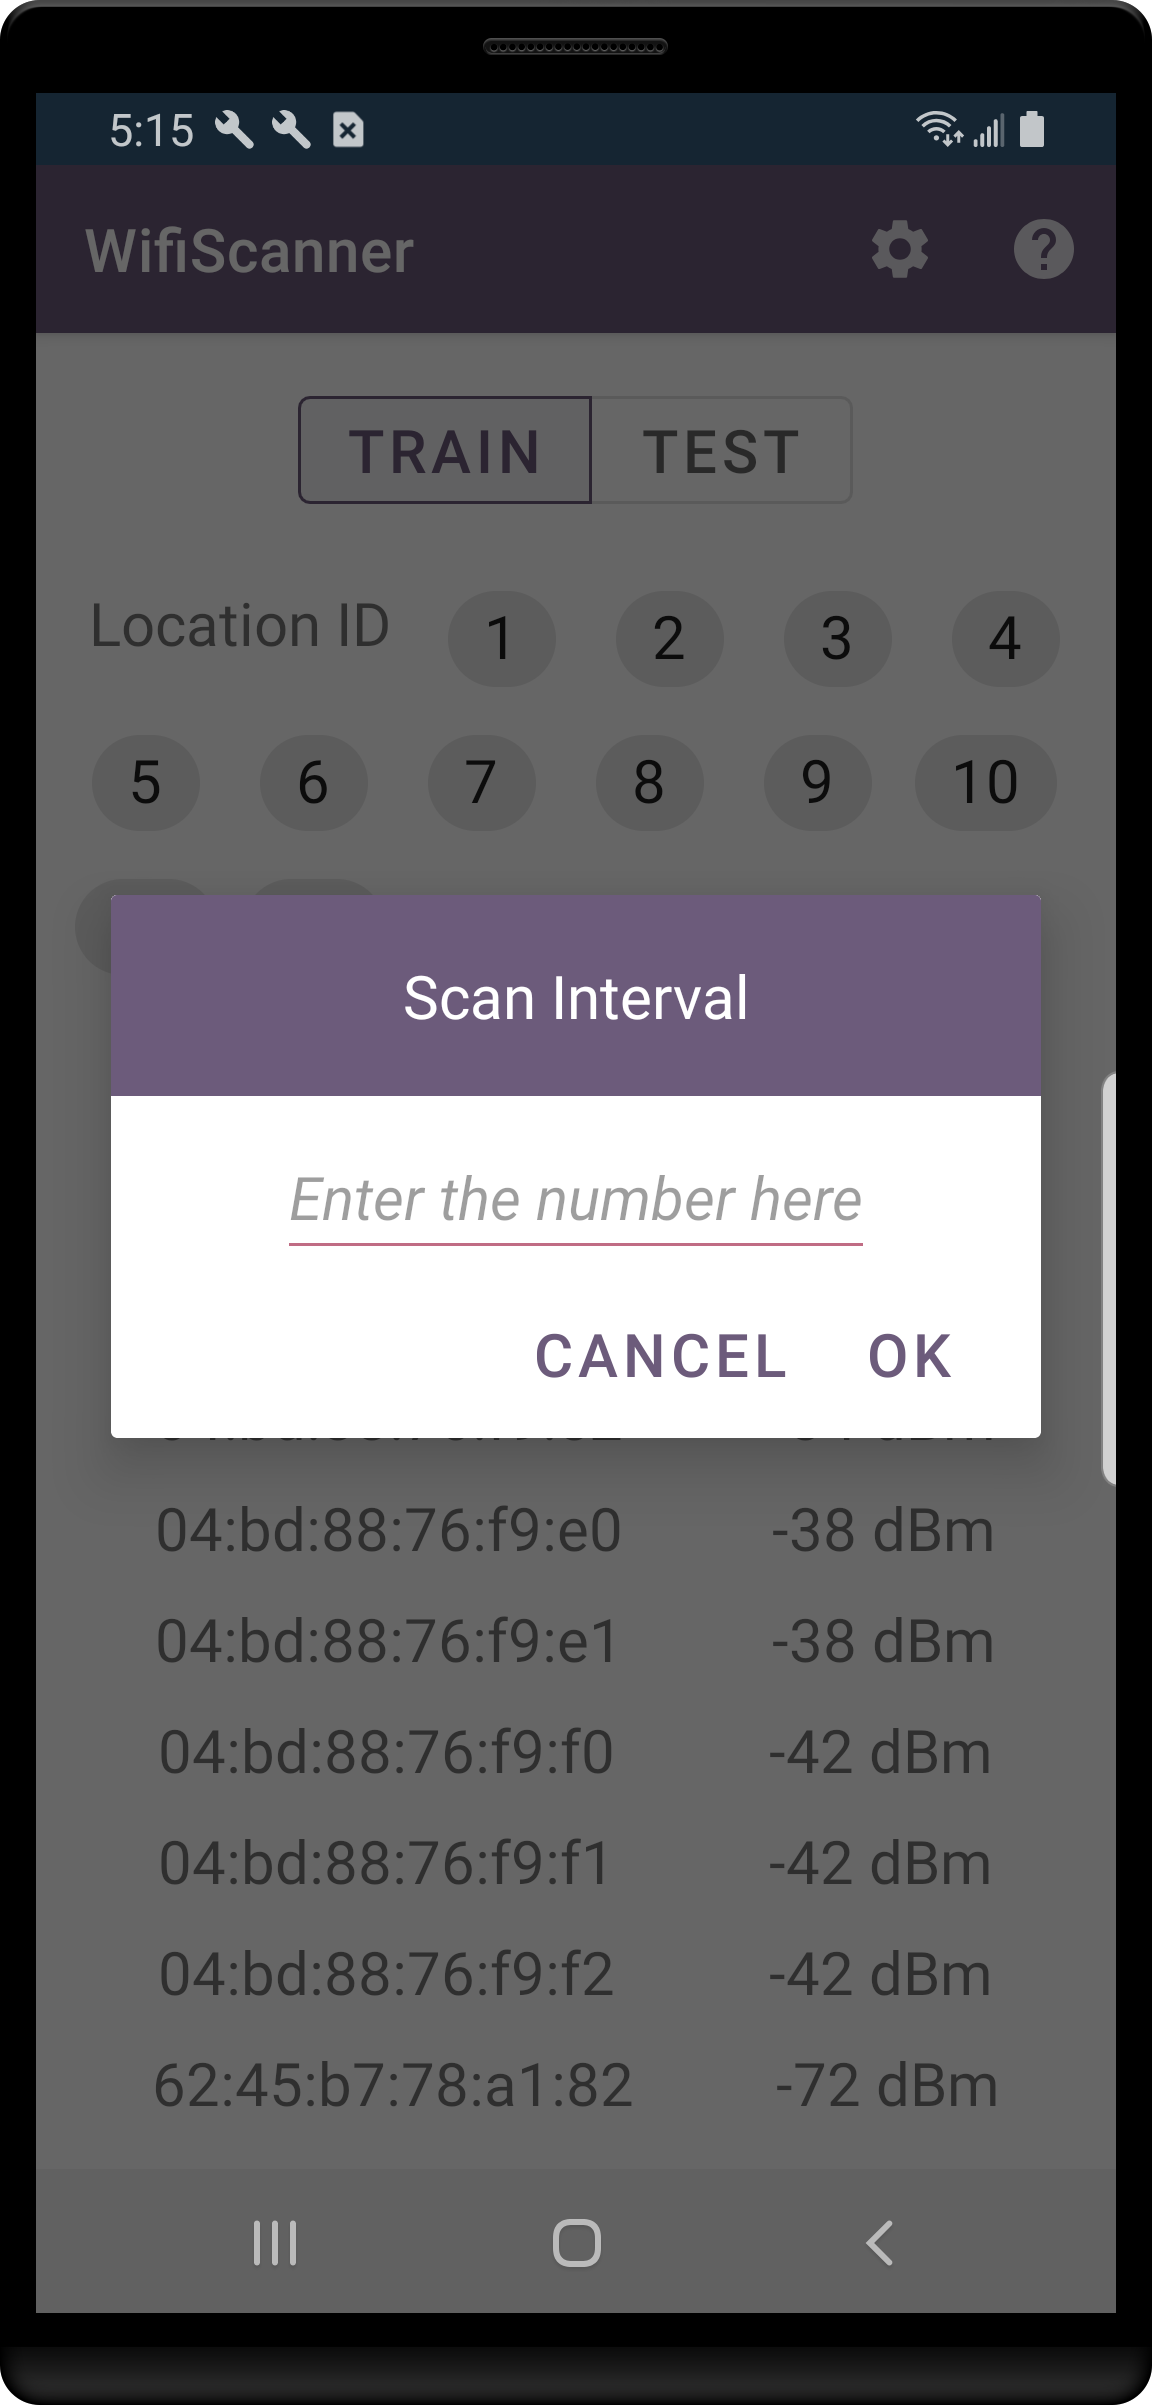 5:15
WifiScanner
TRAIN TEST
Location ID 1 2 3 4
5 6 7 8 9 10
Scan Interval
Enter the number here
CANCEL OK
04:bd:88:76:f9:e0 -38 dBm
04:bd:88:76:f9:e1 -38 dBm
04:bd:88:76:f9:f0 -42 dBm
04:bd:88:76:f9:f1 -42 dBm
04:bd:88:76:f9:f2 -42 dBm
62:45:b7:78:a1:82 -72 dBm